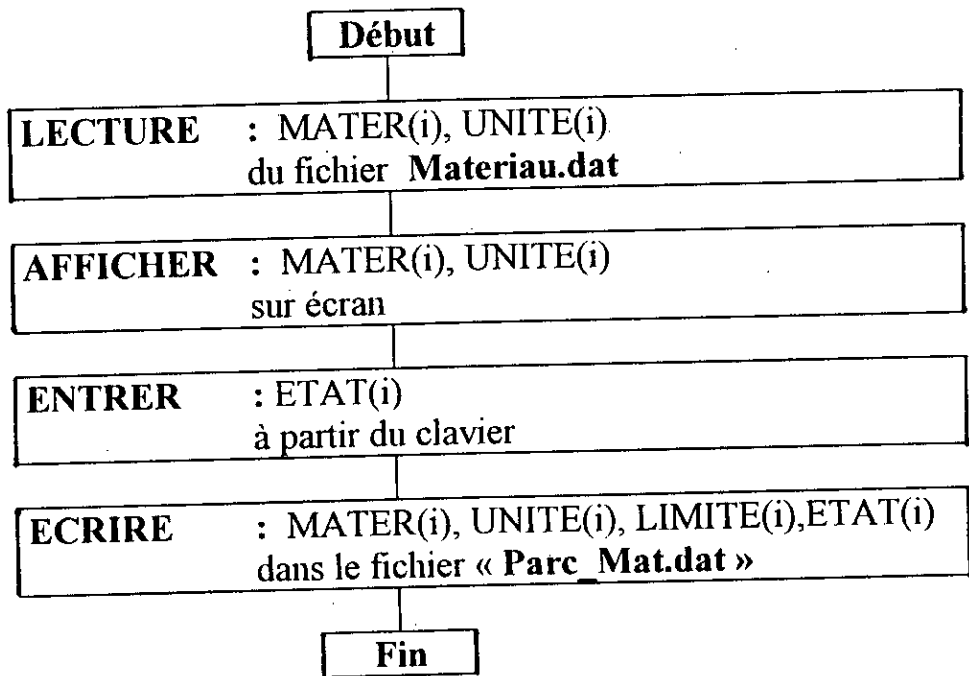 Début
LECTURE : MATER(i), UNITE(i)
du fichier Materiau.dat
AFFICHER : MATER(i), UNITE(i)
sur écran
ENTRER : ETAT(i)
à partir du clavier
ECRIRE : MATER(i), UNITE(i), LIMITE(i),ETAT(i)
dans le fichier « Parc_Mat.dat »
Fin